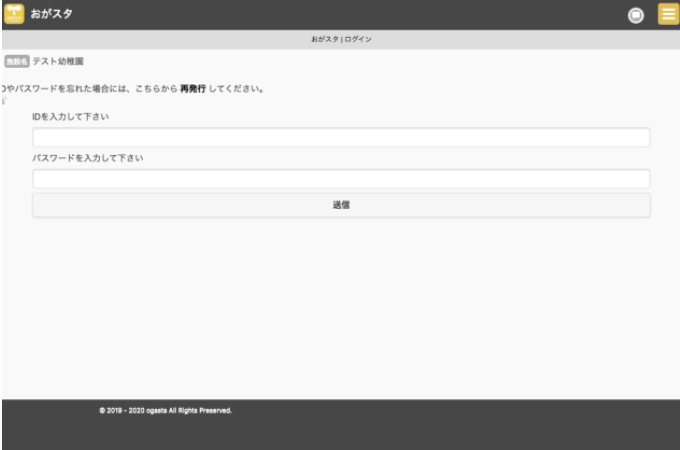 おがスタ
おがスタ | ログイン
施設名 テスト幼稚園
Dやパスワードを忘れた場合には、こちらから 再発行 してください。
IDを入力して下さい
パスワードを入力して下さい
送信
© 2019 - 2020 ogasta All Rights Preserved.